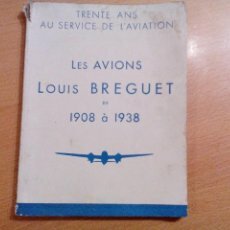 TRENTE ANS
AU SERVICE DE L'AVIATION
LES AVIONS
LOUIS BREGUET
DE
1908 à 1938